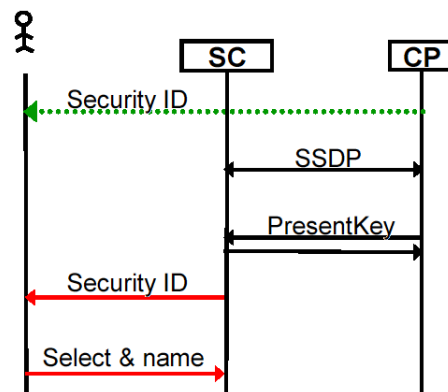 SC
CP
Security ID
SSDP
PresentKey
Security ID
Select & name